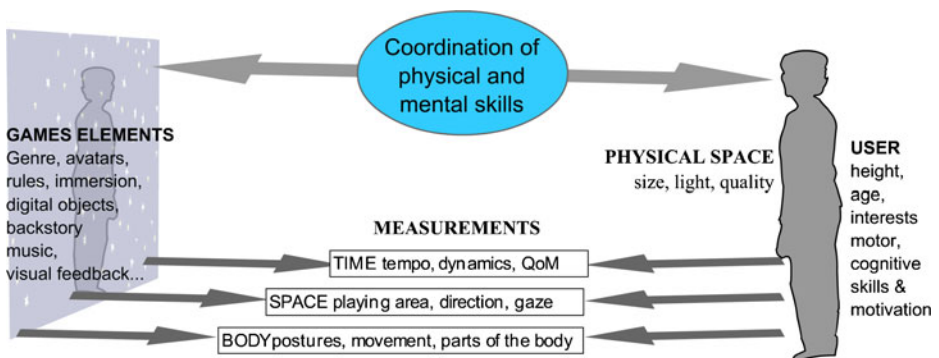 Coordination of
physical and
mental skills
GAMES ELEMENTS
Genre, avatars,
rules, immersion,
digital objects,
backstory
music,
visual feedback...
PHYSICAL SPACE
size, light, quality
USER
height,
age,
interests
motor,
cognitive
skills &
motivation
MEASUREMENTS
TIME tempo, dynamics, QoM
SPACE playing area, direction, gaze
BODYpostures, movement, parts of the body